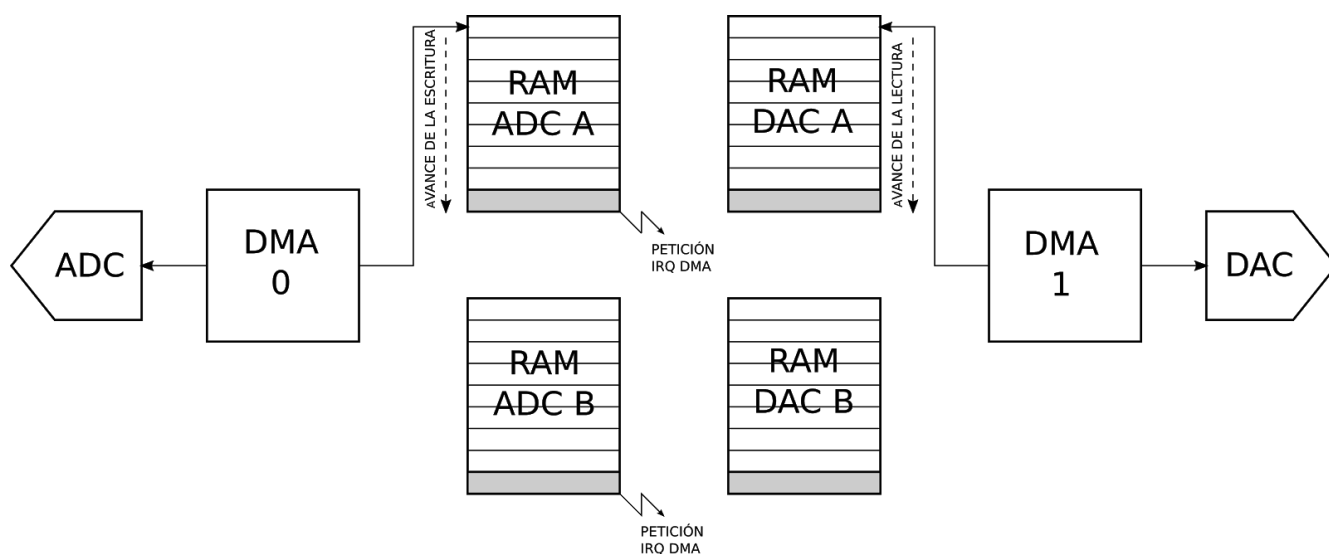 AVANCE DE LA ESCRITURA
RAM
ADC A
RAM
DAC A
AVANCE DE LA LECTURA
ADC
DMA
0
PETICIÓN
IRQ DMA
DMA
1
DAC
RAM
ADC B
RAM
DAC B
PETICIÓN
IRQ DMA